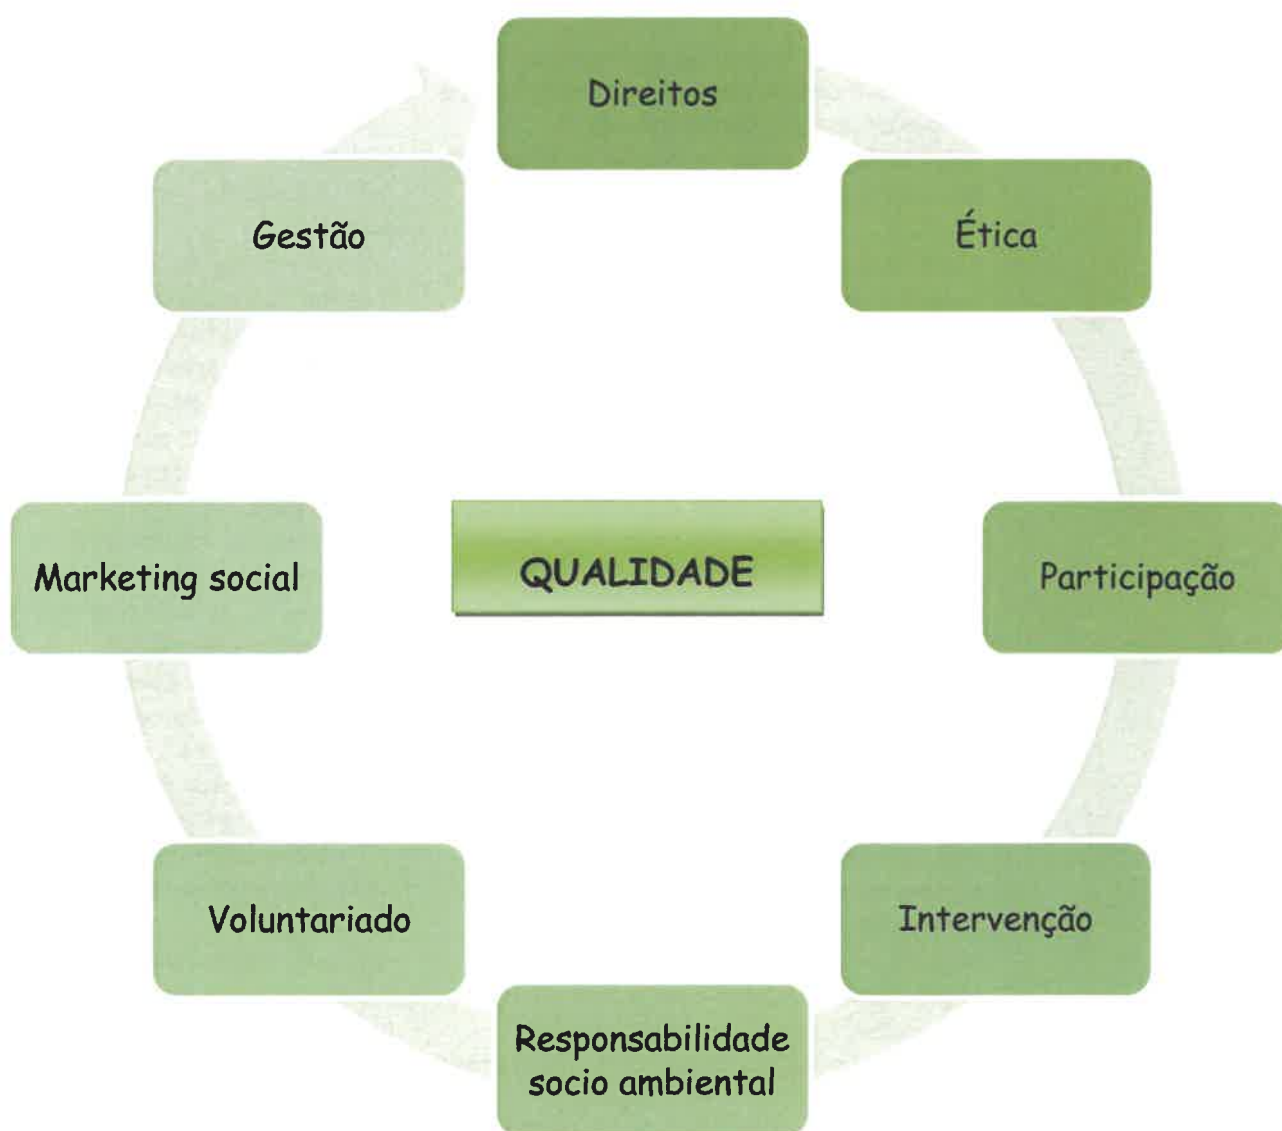 Direitos
Gestão
Ética
Marketing social
QUALIDADE
Participação
Voluntariado
Intervenção
Responsabilidade
socio ambiental